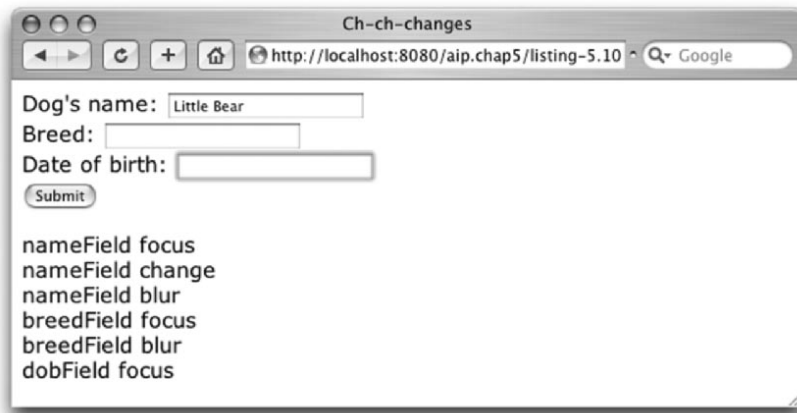 Ch-ch-changes
http://localhost:8080/aip.chap5/listing-5.10
Google
Dog's name: Little Bear
Breed:
Date of birth:
Submit
nameField focus
nameField change
nameField blur
breedField focus
breedField blur
dobField focus